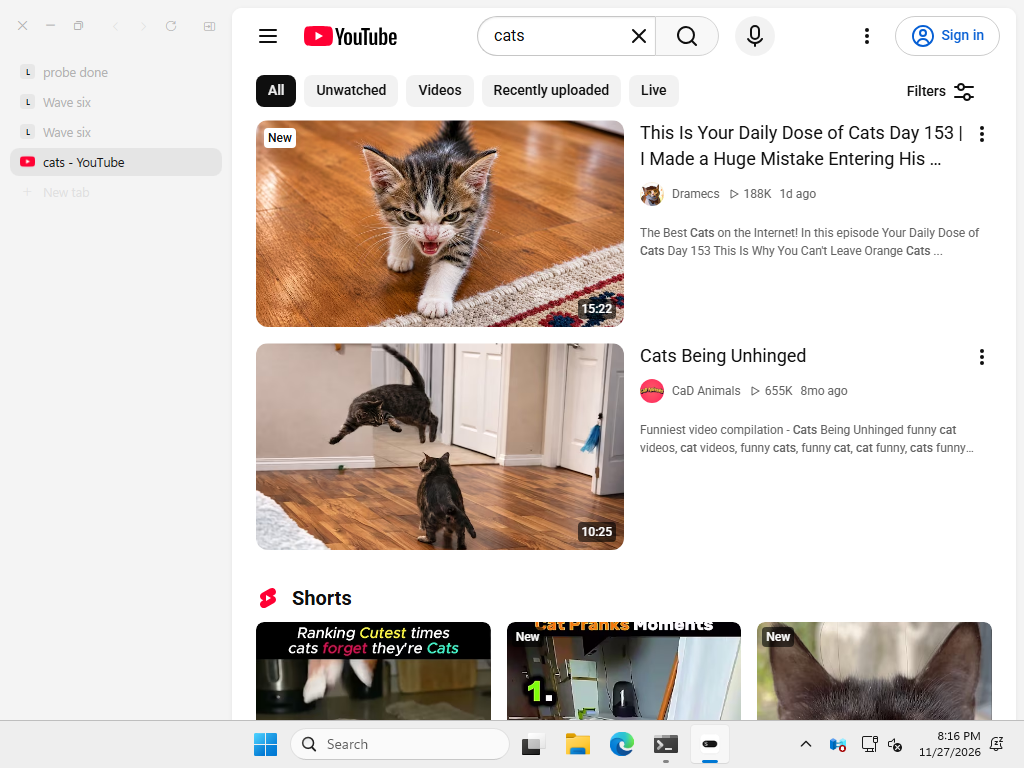 probe done
Wave six
Wave six
cats - YouTube
New tab
YouTube
cats
Sign in
All
Unwatched
Videos
Recently uploaded
Live
Filters
New
15:22
This Is Your Daily Dose of Cats Day 153 |
I Made a Huge Mistake Entering His ...
Dramecs 188K 1d ago
The Best Cats on the Internet! In this episode Your Daily Dose of
Cats Day 153 This Is Why You Can't Leave Orange Cats ...
10:25
Cats Being Unhinged
CaD Animals 655K 8mo ago
Funniest video compilation - Cats Being Unhinged funny cat
videos, cat videos, funny cats, funny cat, cat funny, cats funny...
Shorts
Ranking Cutest times
cats forget they're Cats
Cat Pranks Moments
New
1.
New
Search
8:16 PM
11/27/2026